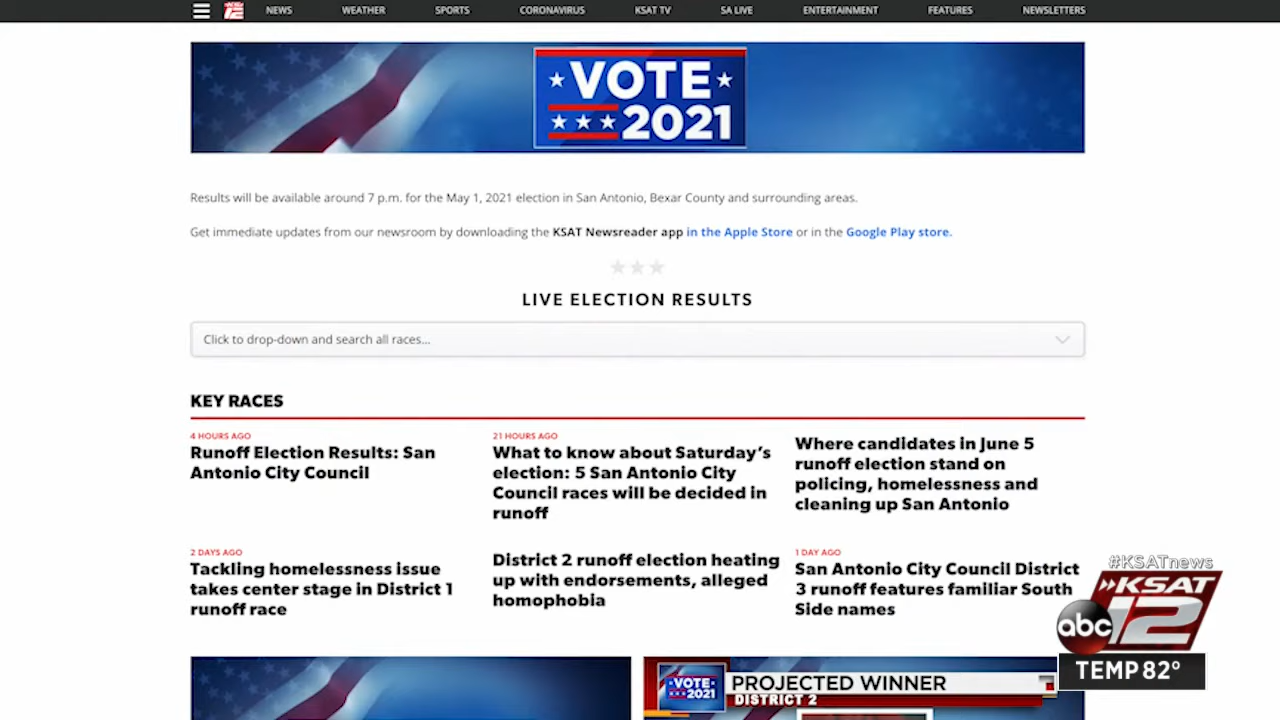 KSAT 12
NEWS WEATHER SPORTS CORONAVIRUS KSAT TV SA LIVE ENTERTAINMENT FEATURES NEWSLETTERS
VOTE
2021
Results will be available around 7 p.m. for the May 1, 2021 election in San Antonio, Bexar County and surrounding areas.
Get immediate updates from our newsroom by downloading the KSAT Newsreader app in the Apple Store or in the Google Play store.
LIVE ELECTION RESULTS
Click to drop-down and search all races...
KEY RACES
4 HOURS AGO
Runoff Election Results: San
Antonio City Council
21 HOURS AGO
What to know about Saturday's
election: 5 San Antonio City
Council races will be decided in
runoff
Where candidates in June 5
runoff election stand on
policing, homelessness and
cleaning up San Antonio
2 DAYS AGO
Tackling homelessness issue
takes center stage in District 1
runoff race
District 2 runoff election heating
up with endorsements, alleged
homophobia
1 DAY AGO
San Antonio City Council District
3 runoff features familiar South
Side names
#KSATnews
KSAT
abc 12
TEMP 82°
VOTE
2021
PROJECTED WINNER
DISTRICT 2